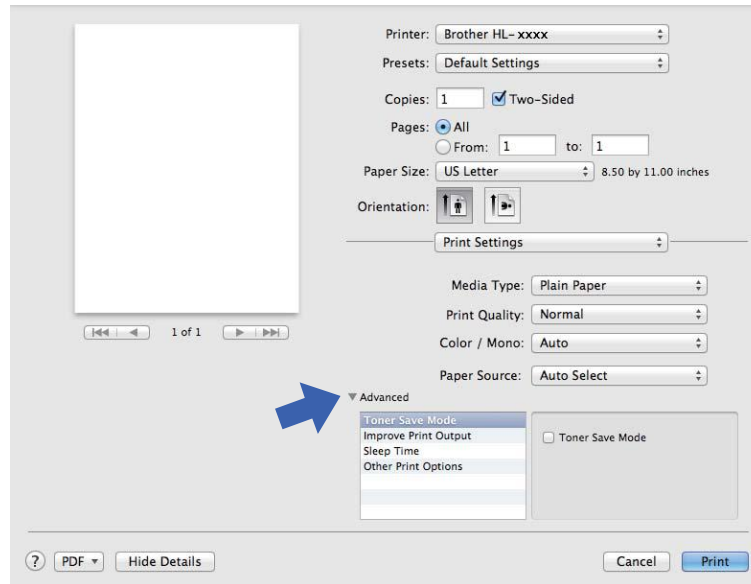 Printer: Brother HL-xxxx
Presets: Default Settings
Copies: 1 Two-Sided
Pages: All
From: 1 to: 1
Paper Size: US Letter 8.50 by 11.00 inches
Orientation:
Print Settings
Media Type: Plain Paper
Print Quality: Normal
1 of 1
Color / Mono: Auto
Paper Source: Auto Select
Advanced
Toner Save Mode
Improve Print Output
Sleep Time
Other Print Options
Toner Save Mode
? PDF Hide Details Cancel Print